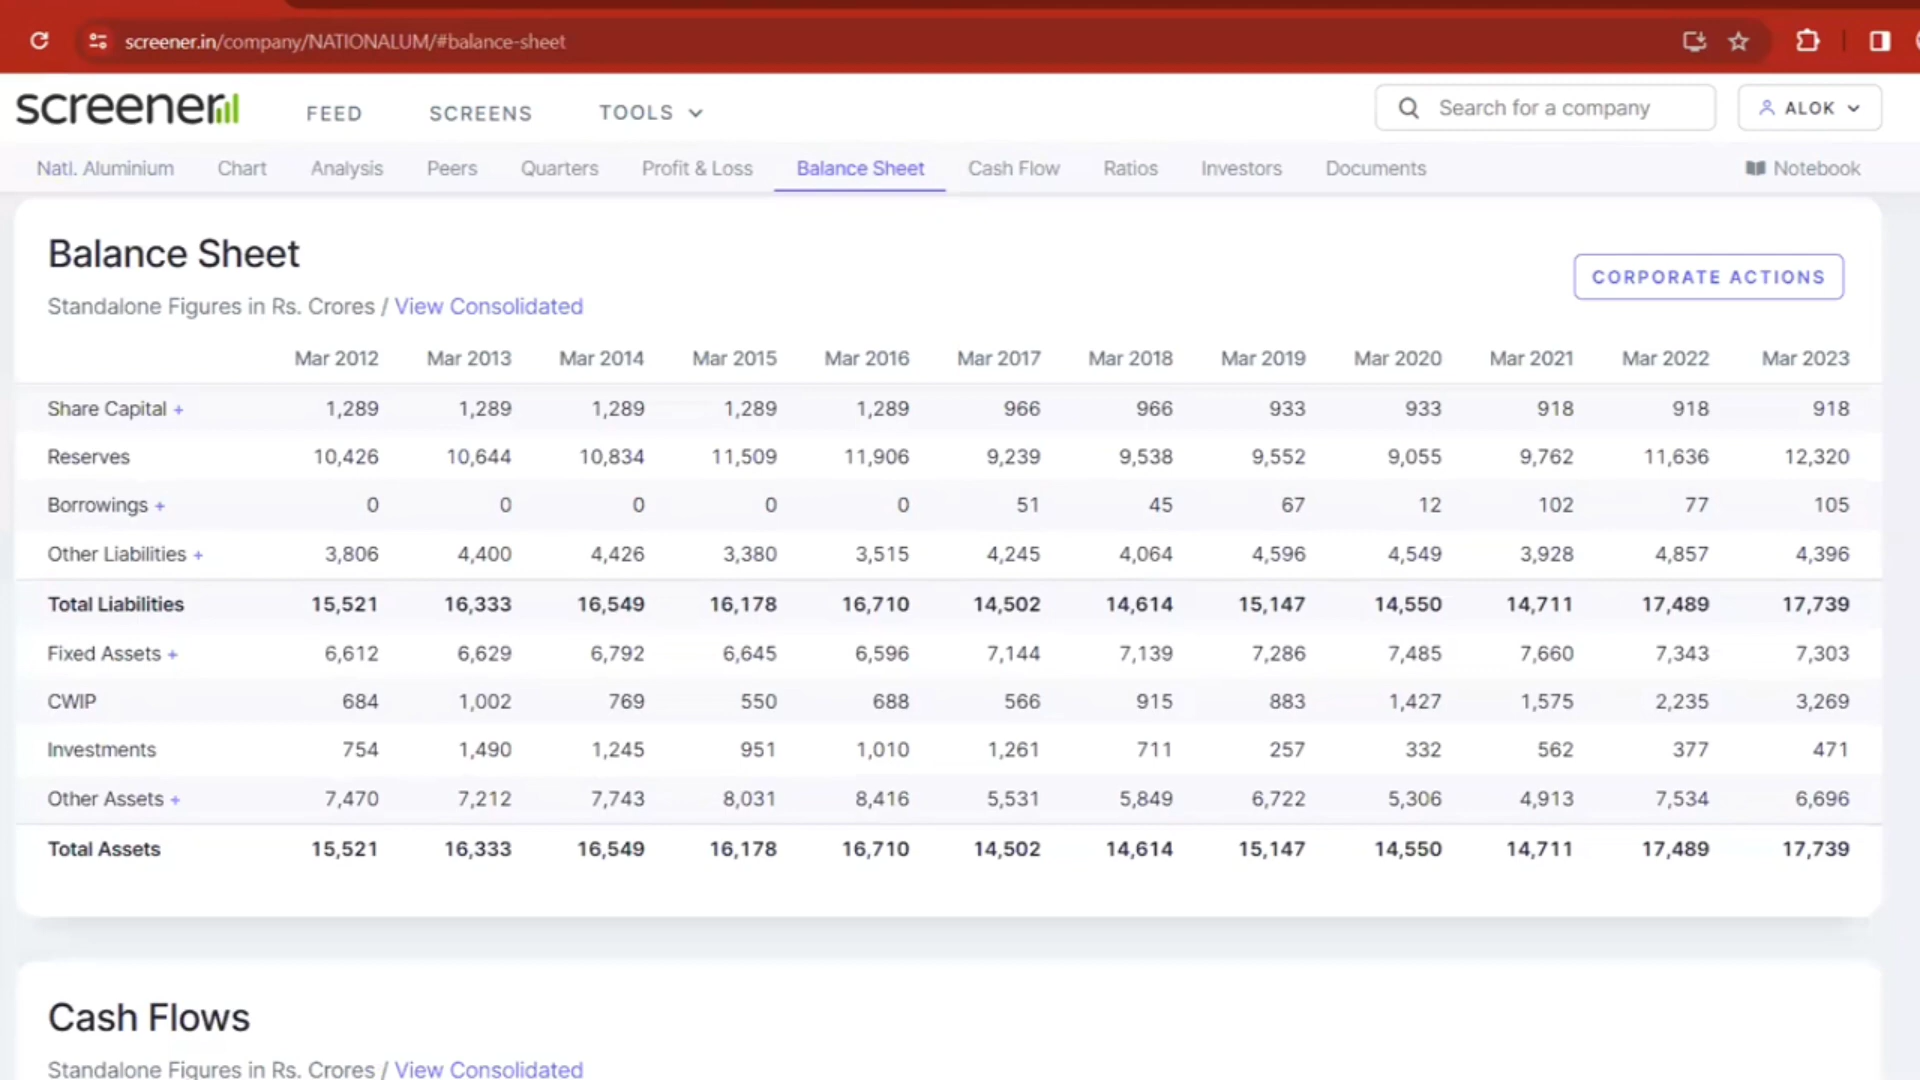 screener.in/company/NATIONALUM/#balance-sheet
screener FEED SCREENS TOOLS Search for a company ALOK
Natl. Aluminium Chart Analysis Peers Quarters Profit & Loss Balance Sheet Cash Flow Ratios Investors Documents Notebook
Balance Sheet
CORPORATE ACTIONS
Standalone Figures in Rs. Crores / View Consolidated
Mar 2012 Mar 2013 Mar 2014 Mar 2015 Mar 2016 Mar 2017 Mar 2018 Mar 2019 Mar 2020 Mar 2021 Mar 2022 Mar 2023
Share Capital + 1,289 1,289 1,289 1,289 1,289 966 966 933 933 918 918 918
Reserves 10,426 10,644 10,834 11,509 11,906 9,239 9,538 9,552 9,055 9,762 11,636 12,320
Borrowings + 0 0 0 0 0 51 45 67 12 102 77 105
Other Liabilities + 3,806 4,400 4,426 3,380 3,515 4,245 4,064 4,596 4,549 3,928 4,857 4,396
Total Liabilities 15,521 16,333 16,549 16,178 16,710 14,502 14,614 15,147 14,550 14,711 17,489 17,739
Fixed Assets + 6,612 6,629 6,792 6,645 6,596 7,144 7,139 7,286 7,485 7,660 7,343 7,303
CWIP 684 1,002 769 550 688 566 915 883 1,427 1,575 2,235 3,269
Investments 754 1,490 1,245 951 1,010 1,261 711 257 332 562 377 471
Other Assets + 7,470 7,212 7,743 8,031 8,416 5,531 5,849 6,722 5,306 4,913 7,534 6,696
Total Assets 15,521 16,333 16,549 16,178 16,710 14,502 14,614 15,147 14,550 14,711 17,489 17,739
Cash Flows
Standalone Figures in Rs. Crores / View Consolidated